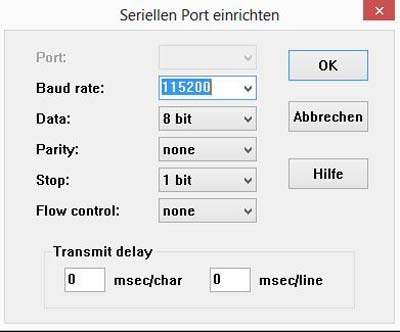 Seriellen Port einrichten
Port:
Baud rate: 115200
Data: 8 bit
Parity: none
Stop: 1 bit
Flow control: none
OK
Abbrechen
Hilfe
Transmit delay
0 msec/char 0 msec/line